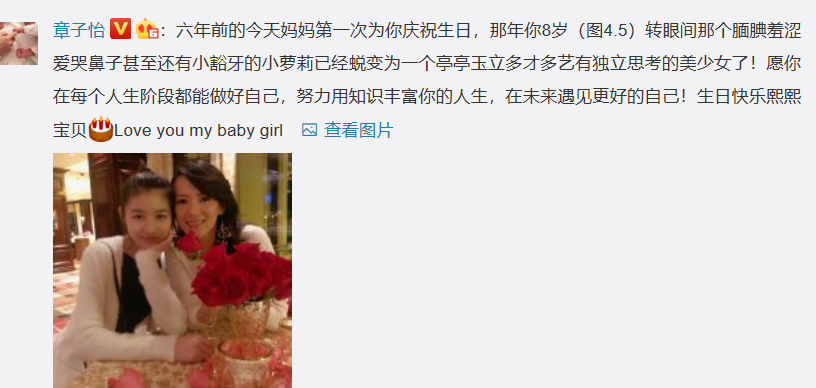 章子怡：六年前的今天妈妈第一次为你庆祝生日，那年你8岁（图4.5）转眼间那个腼腆羞涩
爱哭鼻子甚至还有小豁牙的小萝莉已经蜕变为一个亭亭玉立多才多艺有独立思考的美少女了！愿你
在每个人生阶段都能做好自己，努力用知识丰富你的人生，在未来遇见更好的自己！生日快乐熙熙
宝贝Love you my baby girl 查看图片